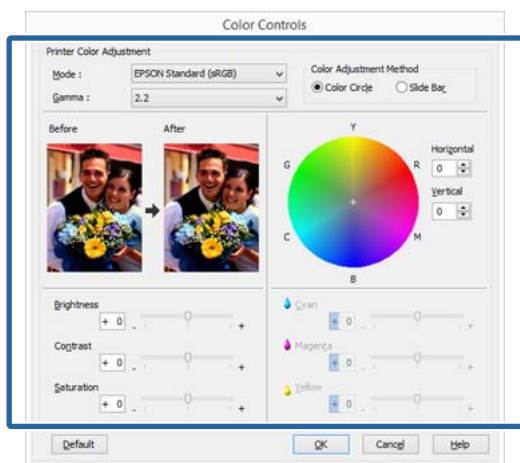 Color Controls
Printer Color Adjustment
Mode : EPSON Standard (sRGB)
Gamma : 2.2
Color Adjustment Method
Color Circle Slide Bar
Before After
Y
G R
C M
B
Horizontal
0
Vertical
0
Brightness
+ 0 - +
Contrast
+ 0 - +
Saturation
+ 0 - +
Cyan
+ 0 - +
Magenta
+ 0 - +
Yellow
+ 0 - +
Default OK Cancel Help